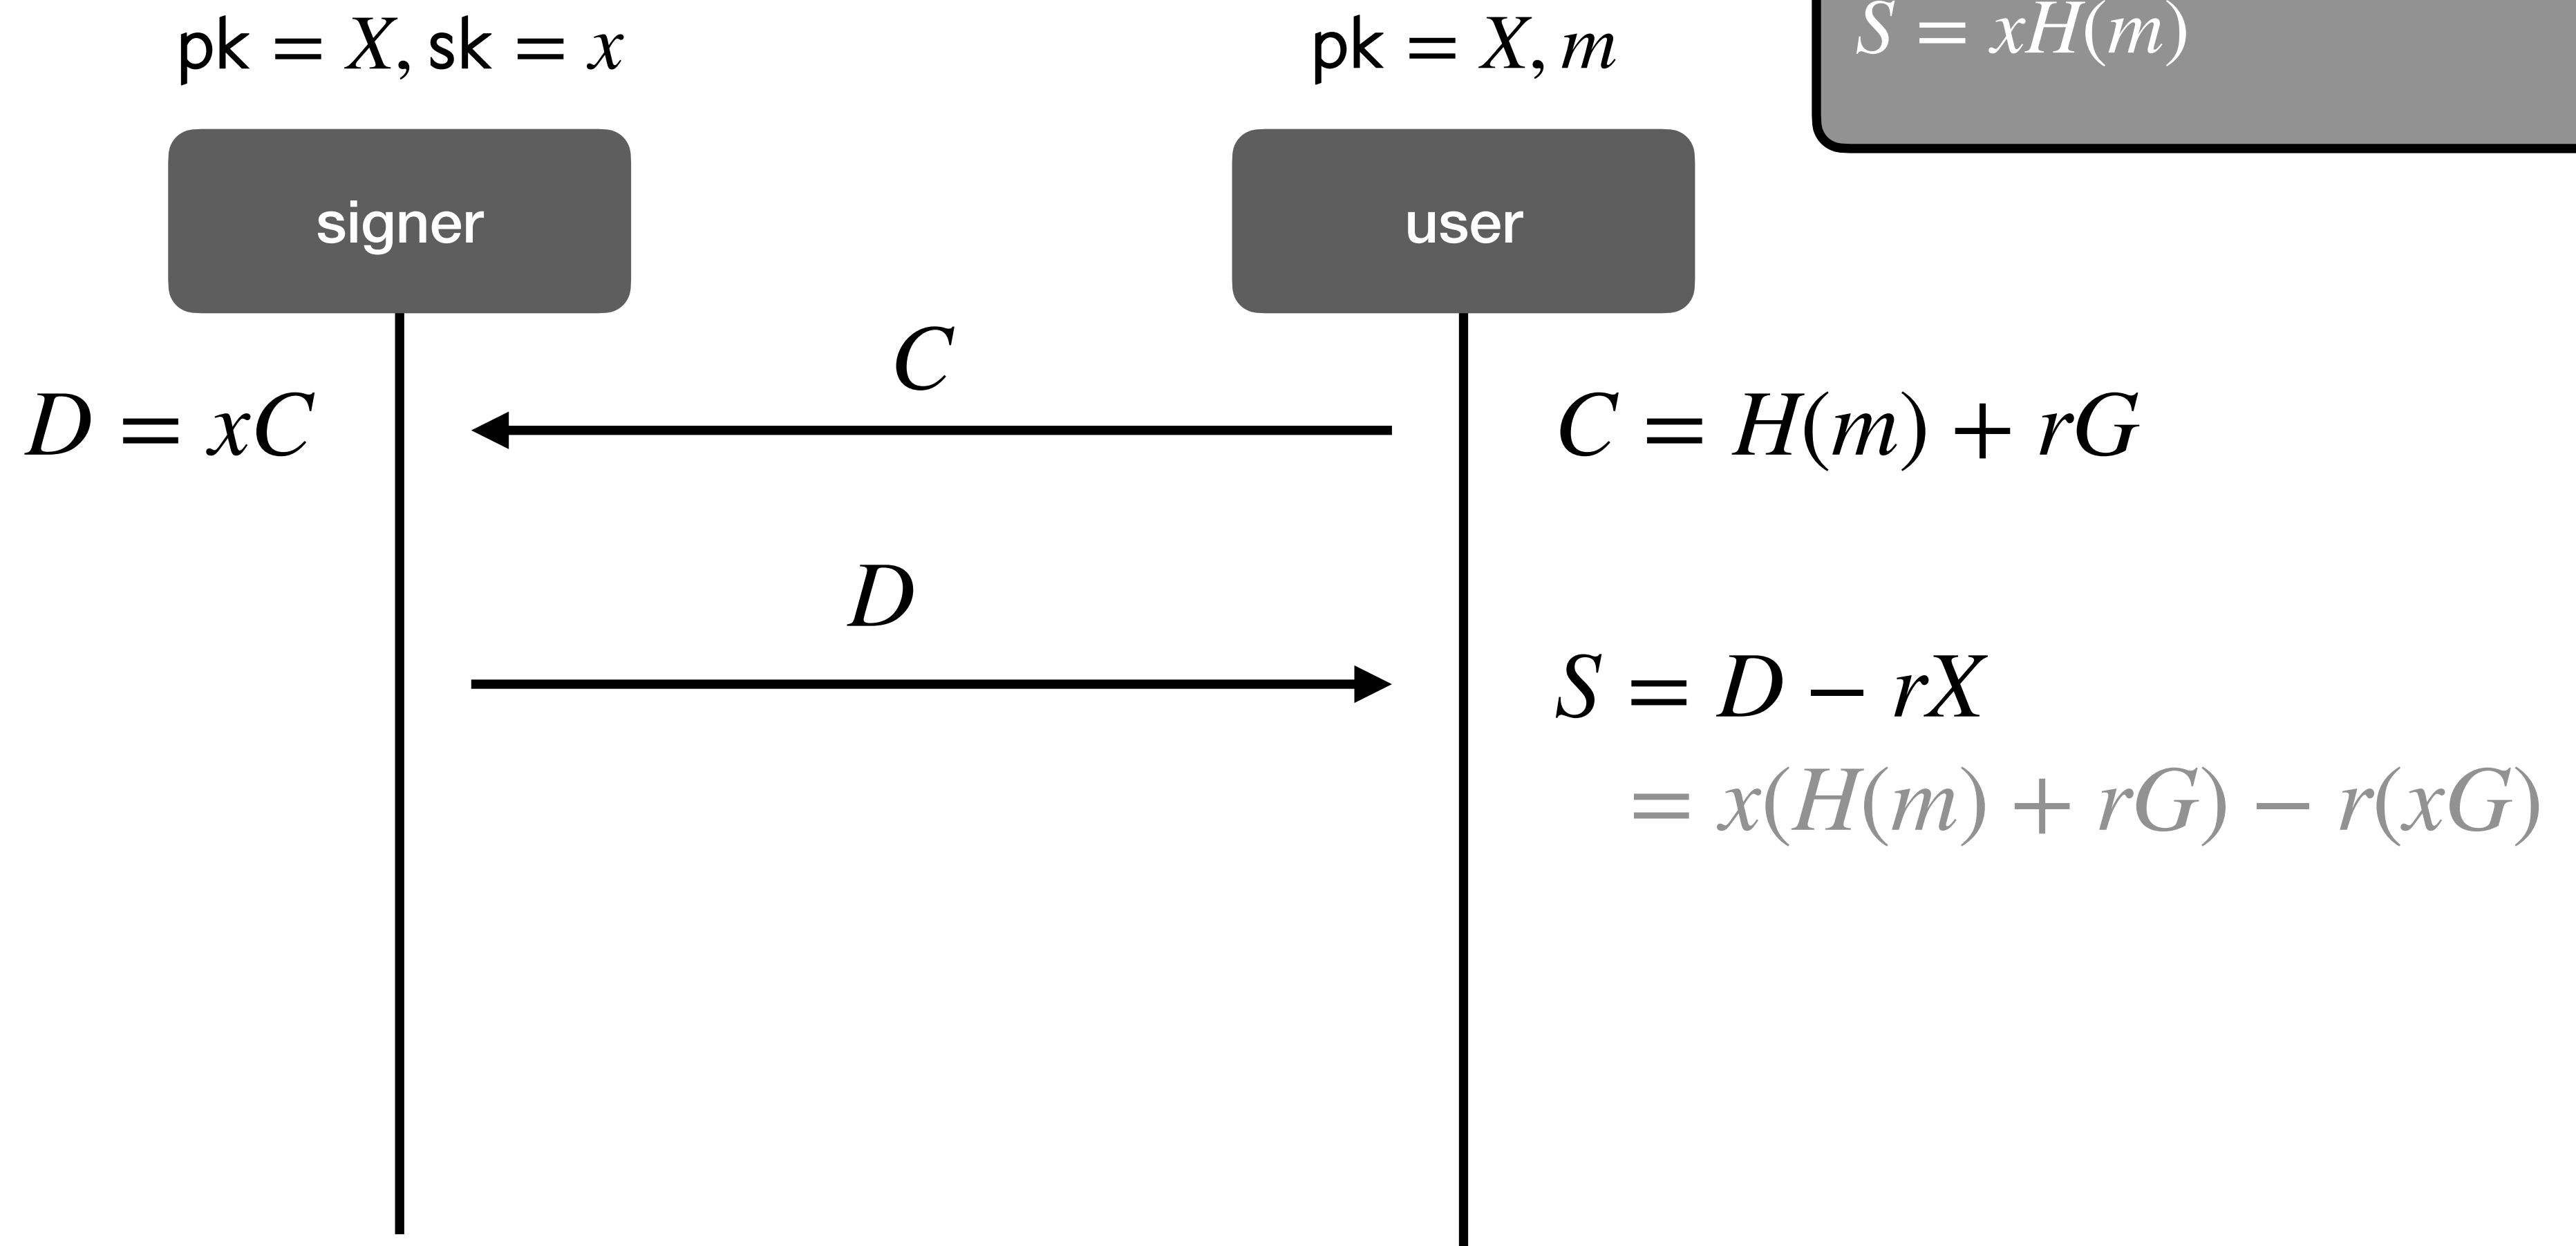 pk = X, sk = x
pk = X, m
S = xH(m)
signer
user
C
D = xC
C = H(m) + rG
D
S = D − rX
= x(H(m) + rG) − r(xG)